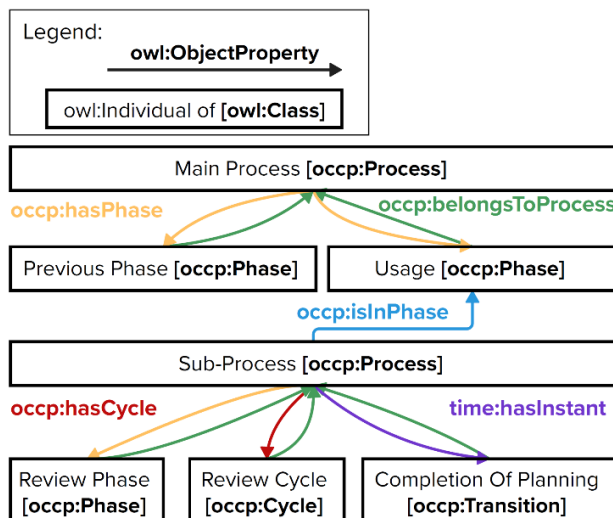 Legend:
owl:ObjectProperty
owl:Individual of [owl:Class]
Main Process [occp:Process]
occp:hasPhase
occp:belongsToProcess
Previous Phase [occp:Phase]
Usage [occp:Phase]
occp:isInPhase
Sub-Process [occp:Process]
occp:hasCycle
time:hasInstant
Review Phase
[occp:Phase]
Review Cycle
[occp:Cycle]
Completion Of Planning
[occp:Transition]